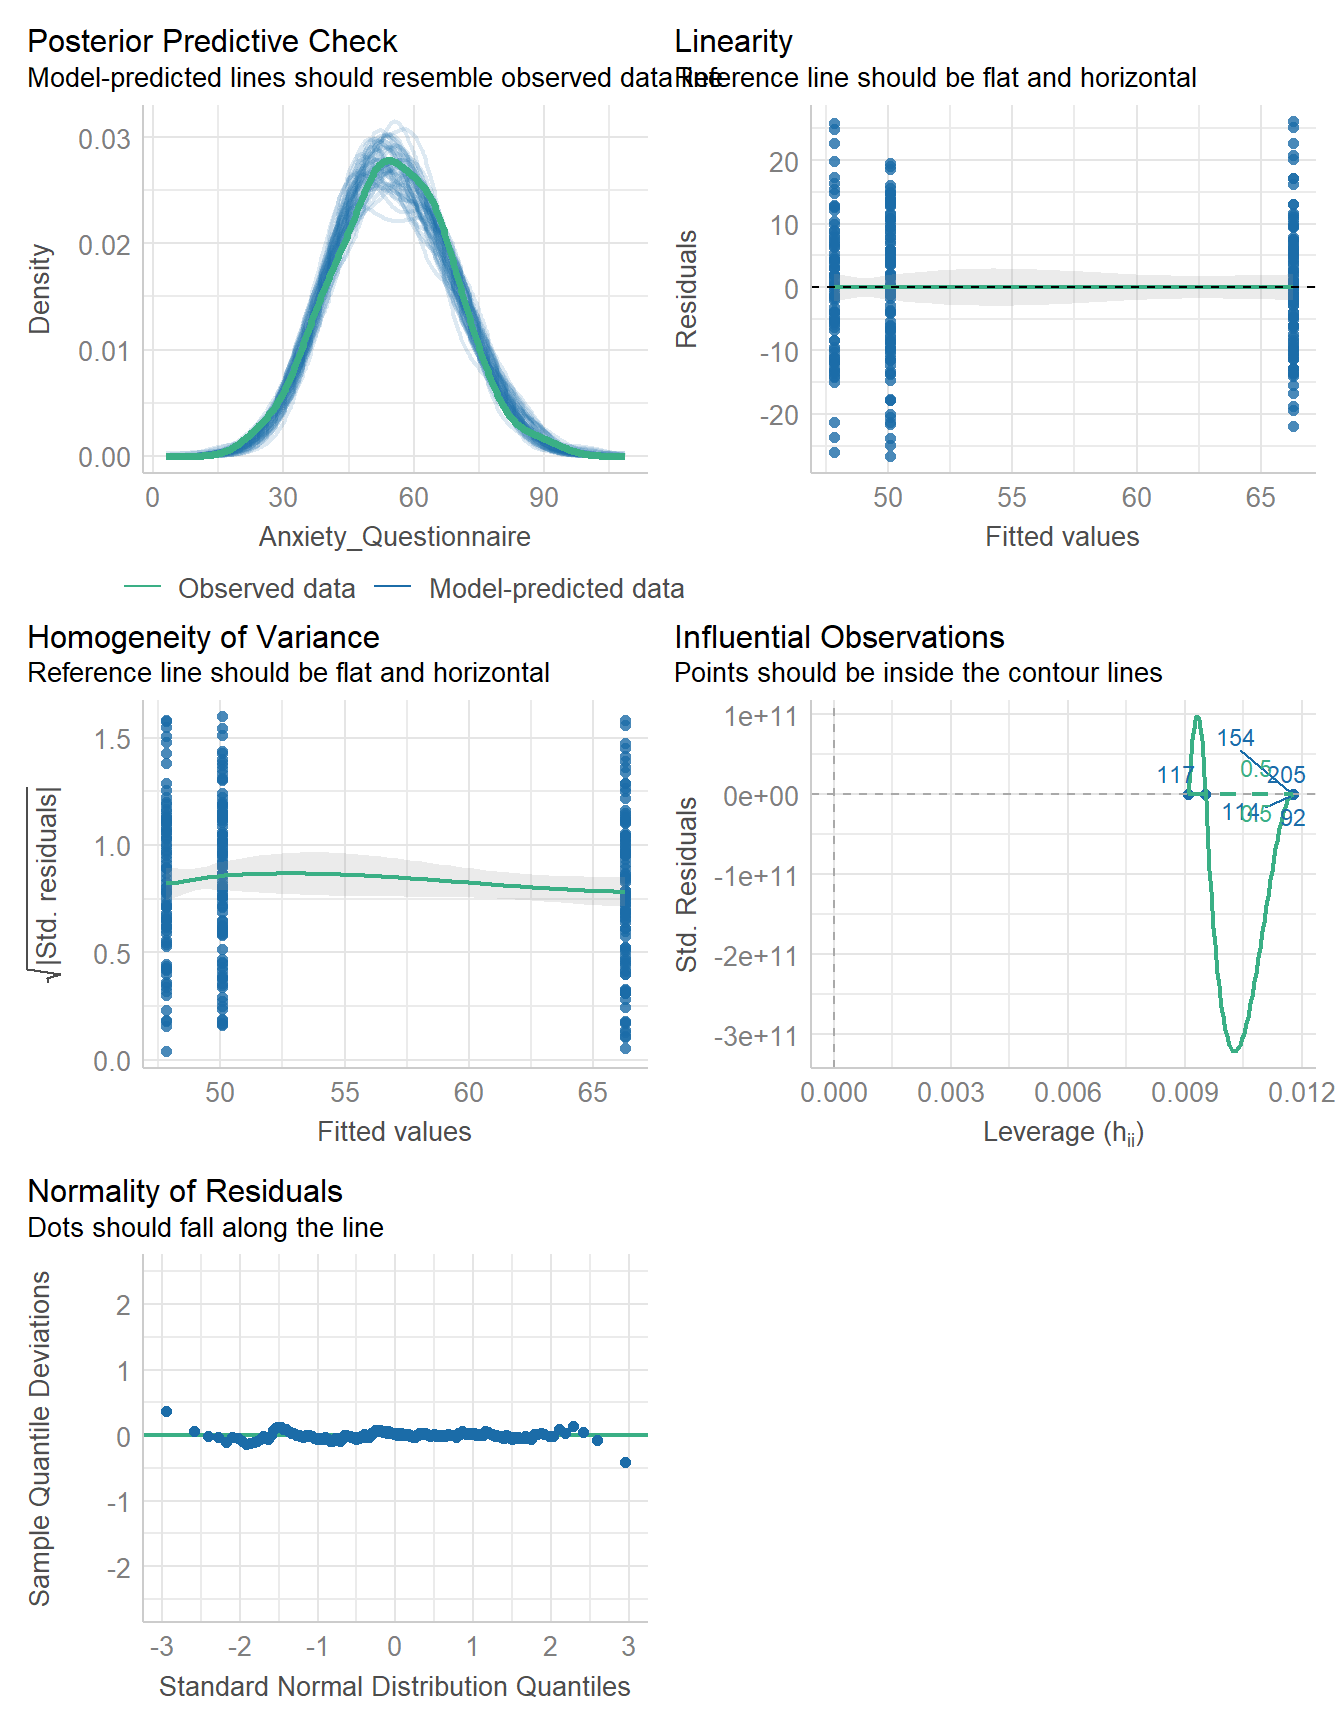 Posterior Predictive Check
Model-predicted lines should resemble observed data line
0.03
0.02
0.01
0.00
Density
0
30
60
90
Anxiety_Questionnaire
Observed data
Model-predicted data
Linearity
Reference line should be flat and horizontal
20
10
0
-10
-20
Residuals
50
55
60
65
Fitted values
Homogeneity of Variance
Reference line should be flat and horizontal
1.5
1.0
0.5
0.0
√|Std. residuals|
50
55
60
65
Fitted values
Influential Observations
Points should be inside the contour lines
1e+11
0e+00
-1e+11
-2e+11
-3e+11
Std. Residuals
154
0.5
117
205
114
0.5
92
0.000
0.003
0.006
0.009
0.012
Leverage (hii)
Normality of Residuals
Dots should fall along the line
2
1
0
-1
-2
Sample Quantile Deviations
-3
-2
-1
0
1
2
3
Standard Normal Distribution Quantiles